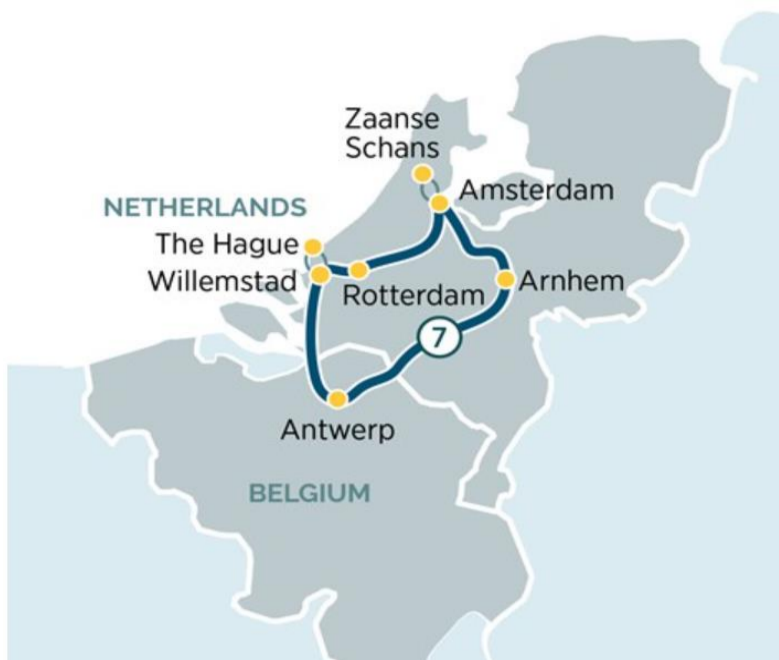 Zaanse
Schans
Amsterdam
NETHERLANDS
The Hague
Willemstad
Rotterdam
Arnhem
7
Antwerp
BELGIUM